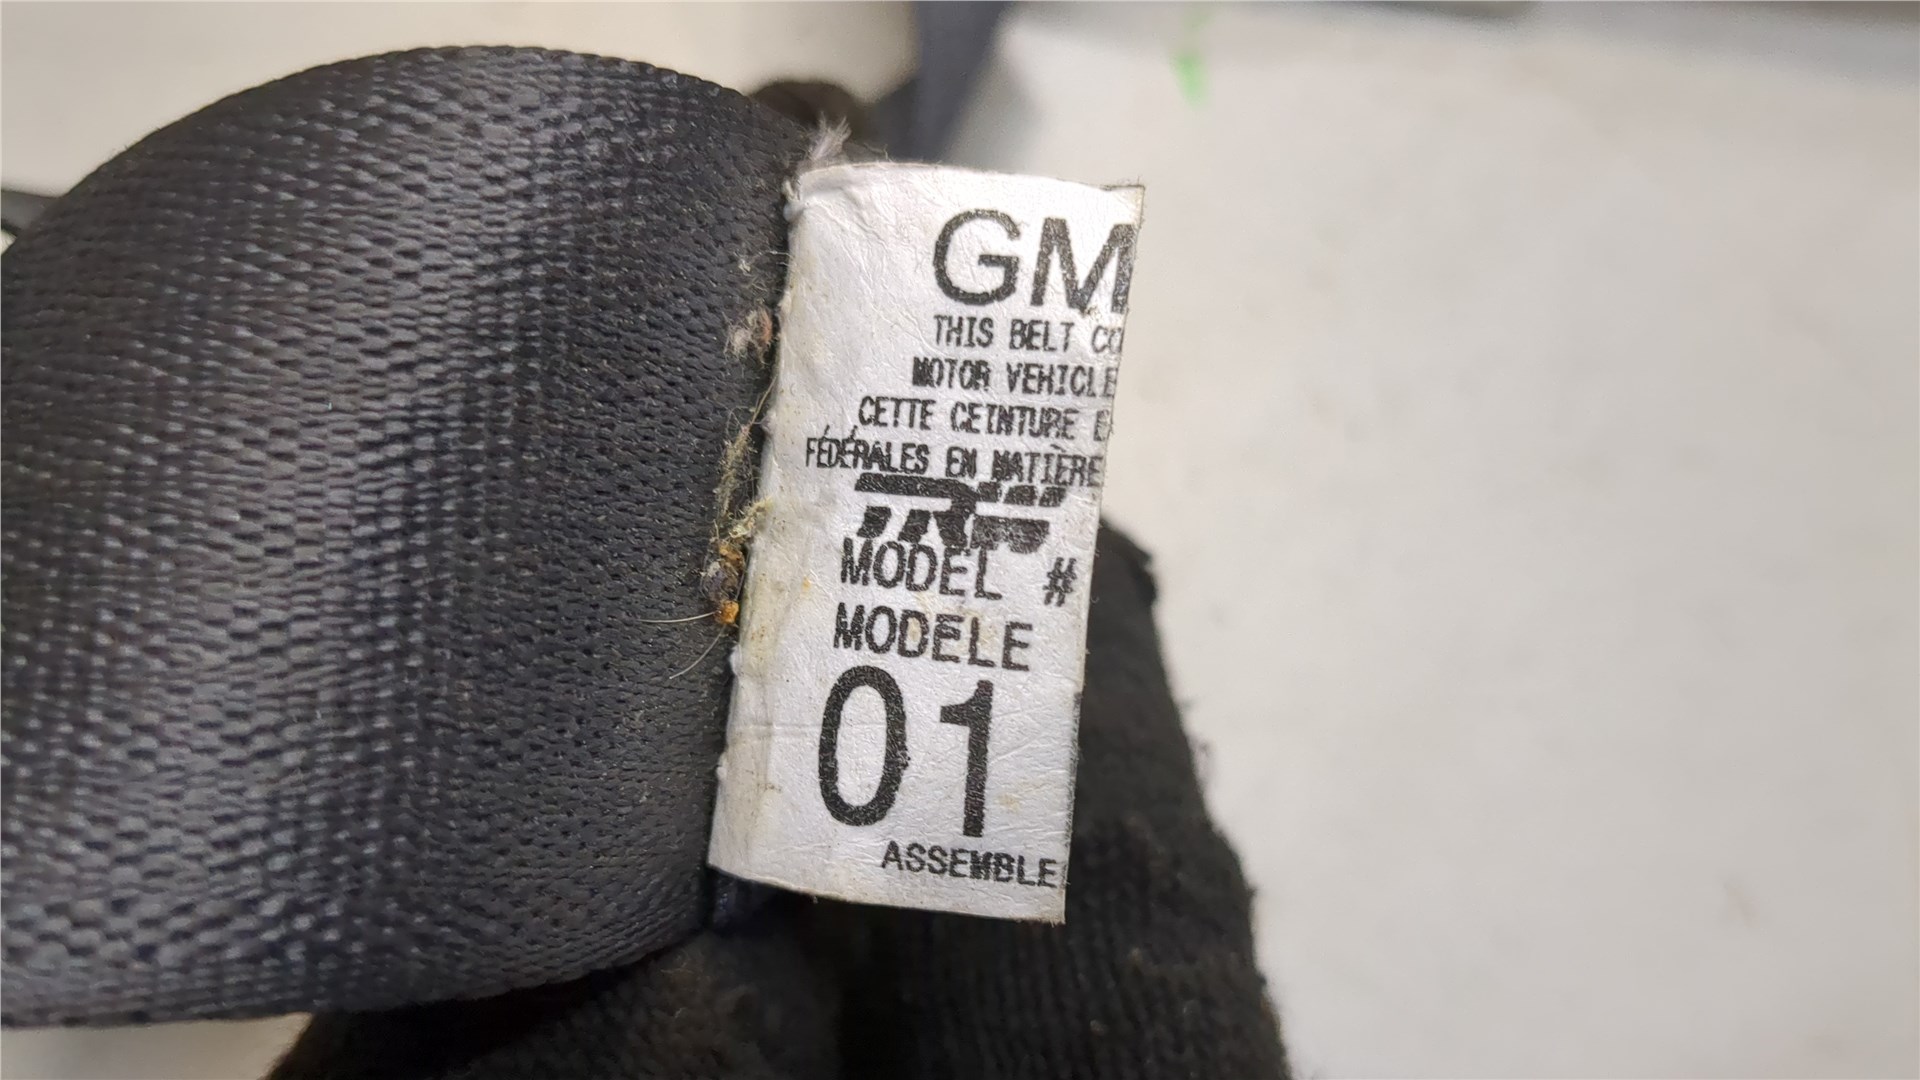 GM
THIS BELT CO
MOTOR VEHICLE
CETTE CEINTURE E
FÉDÉRALES EN MATIÈRE
TRW
MODEL #
MODELE
01
ASSEMBLE